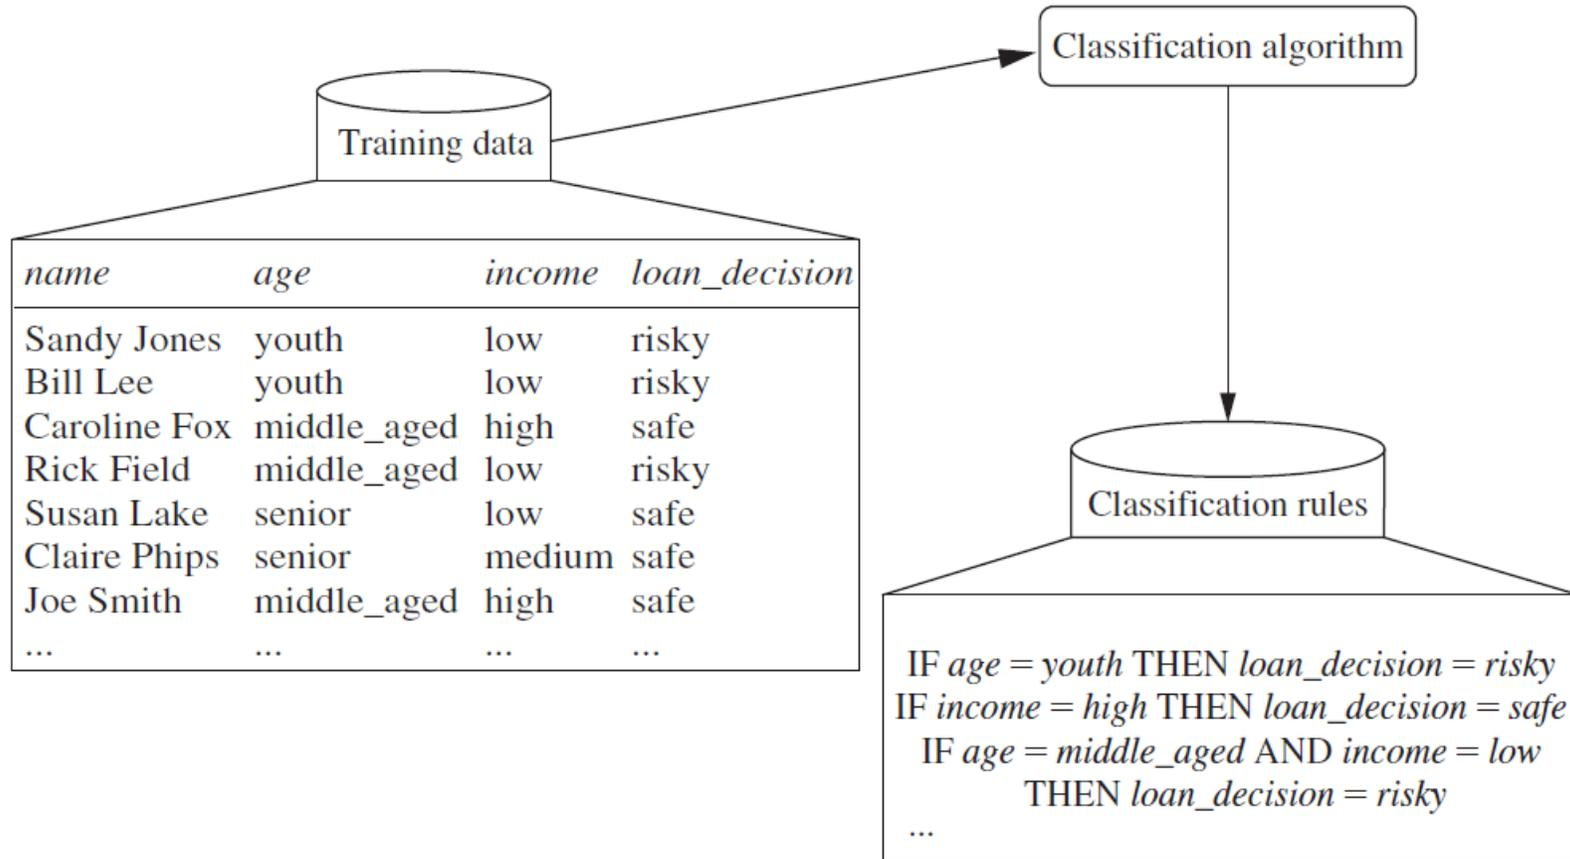 Classification algorithm
Training data
name age income loan_decision
Sandy Jones youth low risky
Bill Lee youth low risky
Caroline Fox middle_aged high safe
Rick Field middle_aged low risky
Susan Lake senior low safe
Claire Phips senior medium safe
Joe Smith middle_aged high safe
... ... ... ...
Classification rules
IF age = youth THEN loan_decision = risky
IF income = high THEN loan_decision = safe
IF age = middle_aged AND income = low
THEN loan_decision = risky
...